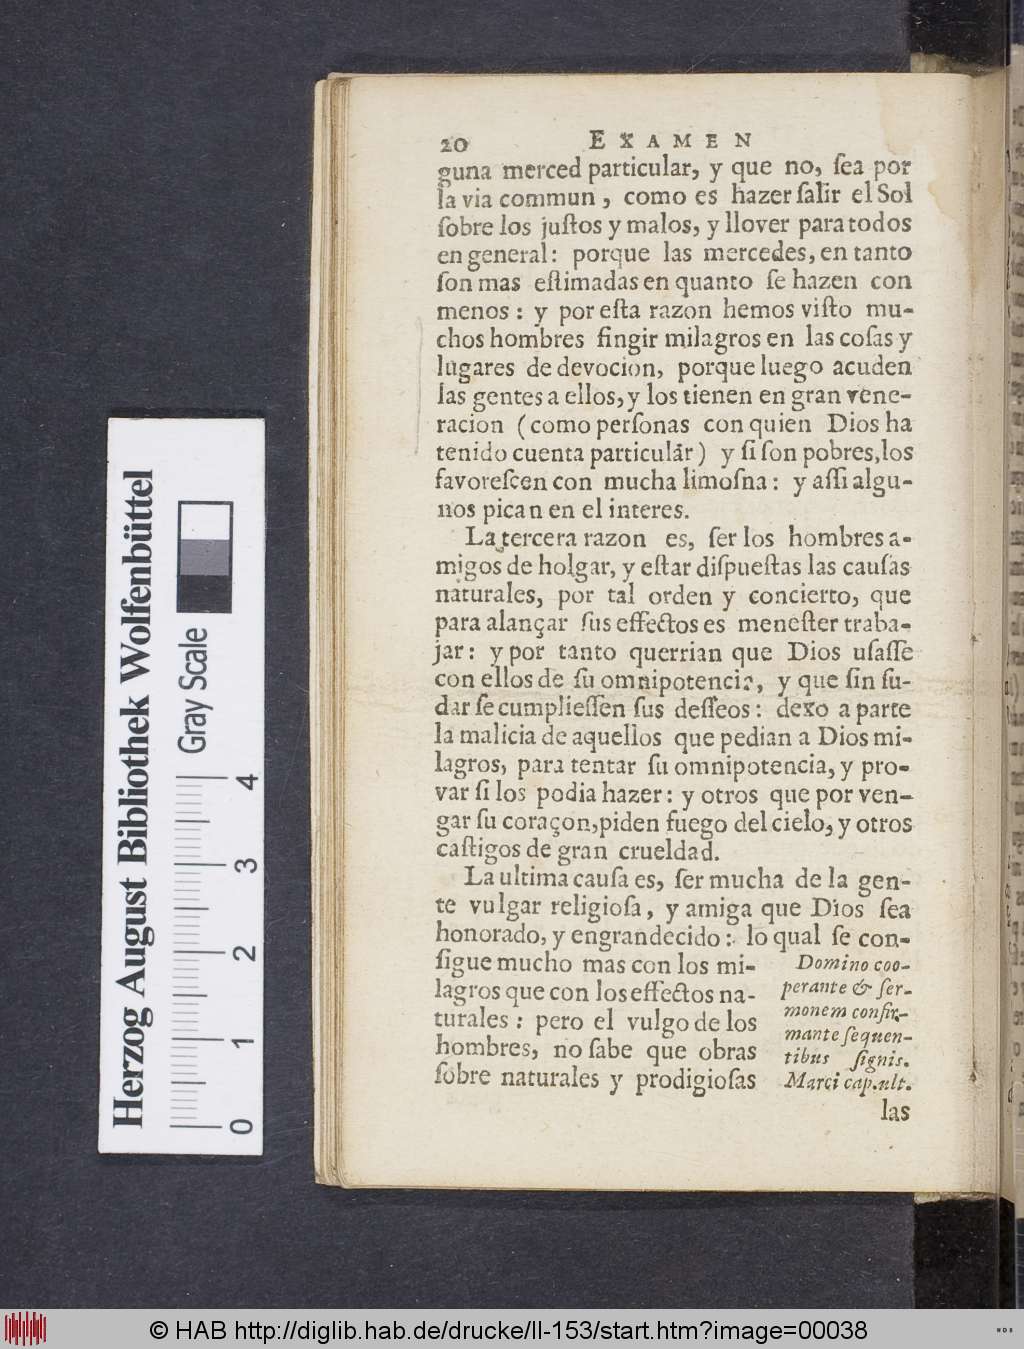 20 EXAMEN
guna merced particular, y que no, ſea por
la via commun, como es hazer ſalir el Sol
ſobre los juſtos y malos, y llover para todos
en general: porque las mercedes, en tanto
ſon mas eſtimadas en quanto ſe hazen con
menos: y por eſta razon hemos viſto mu-
chos hombres fingir milagros en las coſas y
lugares de devocion, porque luego acuden
las gentes a ellos, y los tienen en gran vene-
racion (como perſonas con quien Dios ha
tenido cuenta particulár) y ſi ſon pobres, los
favoreſcen con mucha limoſna: y aſſi algu-
nos pican en el interes.
La tercera razon es, ſer los hombres a-
migos de holgar, y eſtar diſpueſtas las cauſas
naturales, por tal orden y concierto, que
para alançar ſus effectos es meneſter traba-
jar: y por tanto querrian que Dios uſaſſe
con ellos de ſu omnipotencia, y que ſin ſu-
dar ſe cumplieſſen ſus deſſeos: dexo a parte
la malicia de aquellos que pedian a Dios mi-
lagros, para tentar ſu omnipotencia, y pro-
var ſi los podia hazer: y otros que por ven-
gar ſu coraçon, piden fuego del cielo, y otros
caſtigos de gran crueldad.
La ultima cauſa es, ſer mucha de la gen-
te vulgar religioſa, y amiga que Dios ſea
honorado, y engrandecido: lo qual ſe con-
ſigue mucho mas con los mi-
lagros que con los effectos na-
turales: pero el vulgo de los
hombres, no ſabe que obras
ſobre naturales y prodigioſas
Domino coo-
perante & ſer-
monem confir-
mante ſequen-
tibus ſignis.
Marci cap. ult.
las
Herzog August Bibliothek Wolfenbüttel
Gray Scale
0 1 2 3 4
© HAB http://diglib.hab.de/drucke/ll-153/start.htm?image=00038